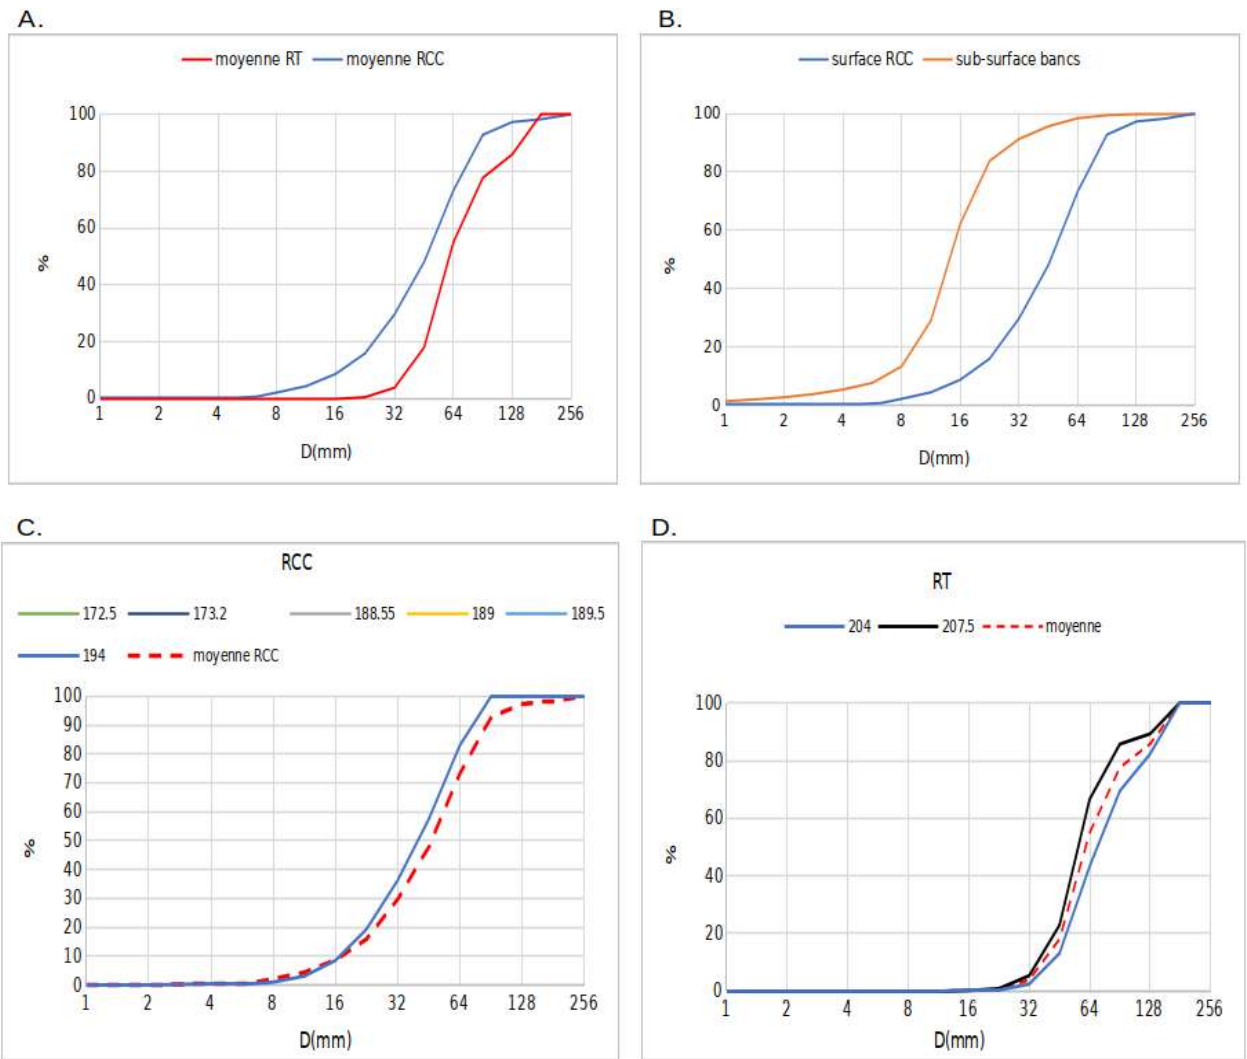 A.
moyenne RT moyenne RCC
100
80
60
40
20
0
%
1 2 4 8 16 32 64 128 256
D(mm)
B.
surface RCC sub-surface bancs
100
80
60
40
20
0
%
1 2 4 8 16 32 64 128 256
D(mm)
C.
RCC
172.5 173.2 188.55 189 189.5
194 moyenne RCC
100
90
80
70
60
50
40
30
20
10
0
%
1 2 4 8 16 32 64 128 256
D(mm)
D.
RT
204 207.5 moyenne
100
80
60
40
20
0
%
1 2 4 8 16 32 64 128 256
D(mm)